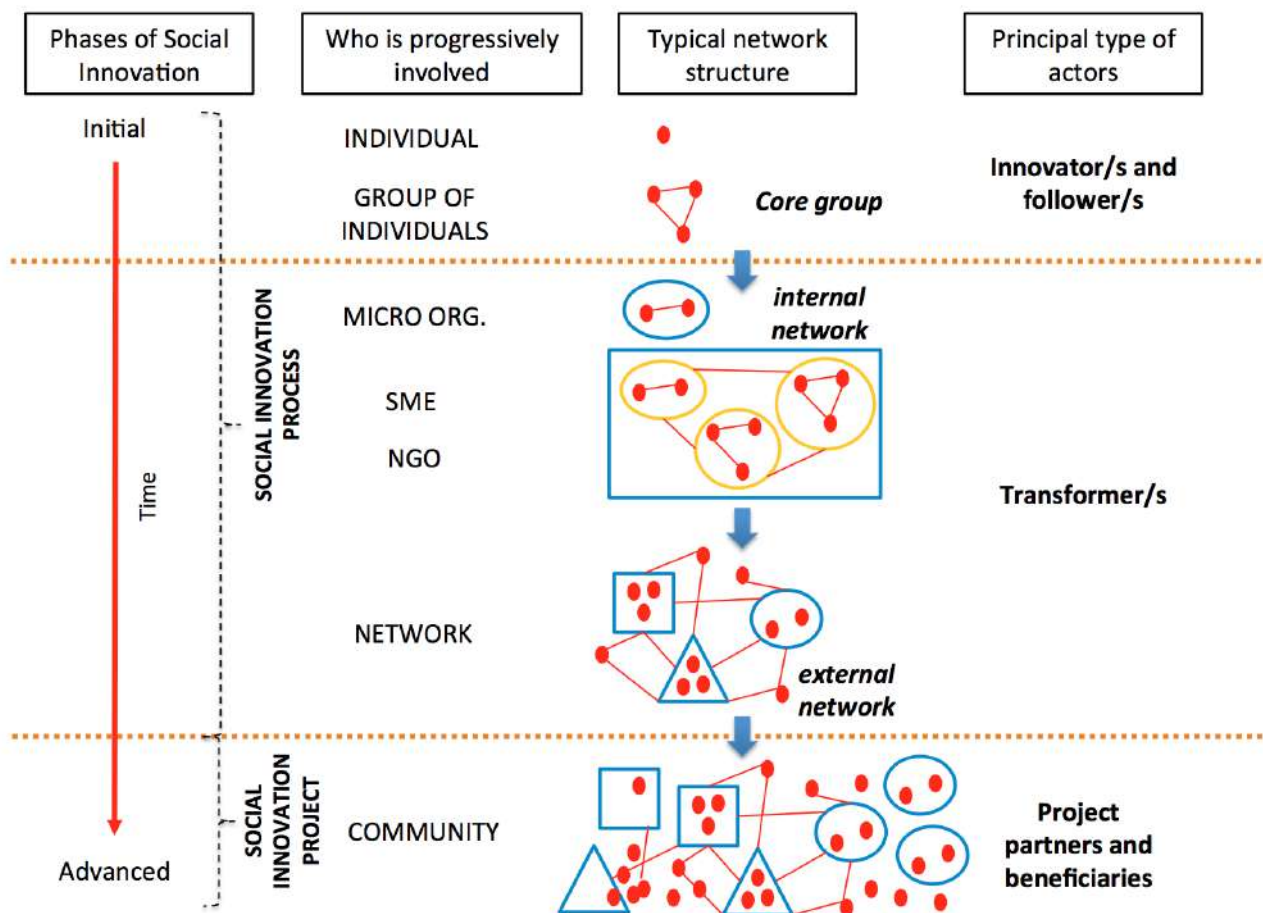 Phases of Social
Innovation
Who is progressively
involved
Typical network
structure
Principal type of
actors
Initial
INDIVIDUAL
GROUP OF
INDIVIDUALS
Core group
Innovator/s and
follower/s
MICRO ORG.
internal
network
SOCIAL INNOVATION
PROCESS
SME
NGO
Time
Transformer/s
NETWORK
external
network
SOCIAL
INNOVATION
PROJECT
COMMUNITY
Project
partners and
beneficiaries
Advanced